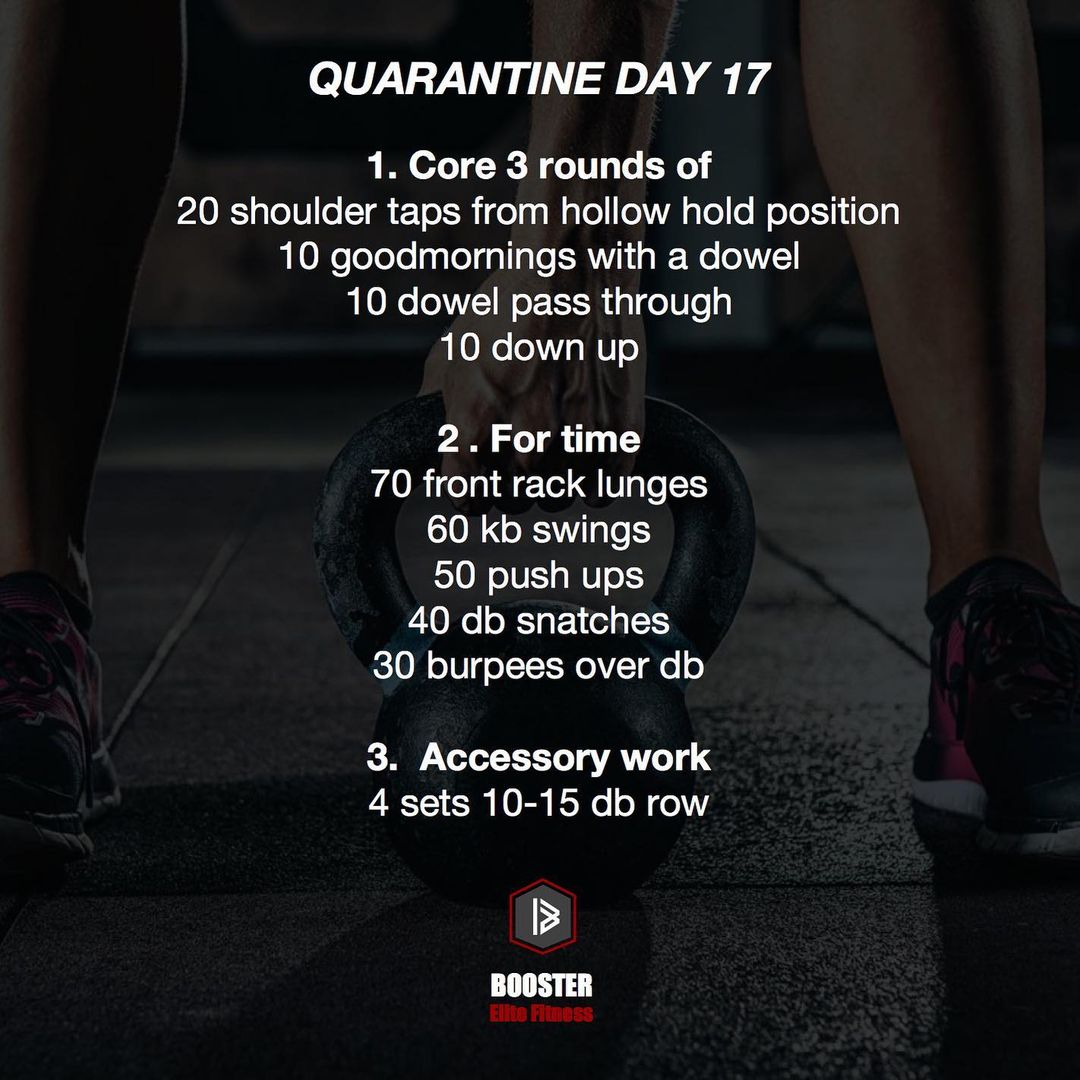 QUARANTINE DAY 17
1. Core 3 rounds of
20 shoulder taps from hollow hold position
10 goodmornings with a dowel
10 dowel pass through
10 down up
2 . For time
70 front rack lunges
60 kb swings
50 push ups
40 db snatches
30 burpees over db
3.  Accessory work
4 sets 10-15 db row
BOOSTER
Elite Fitness